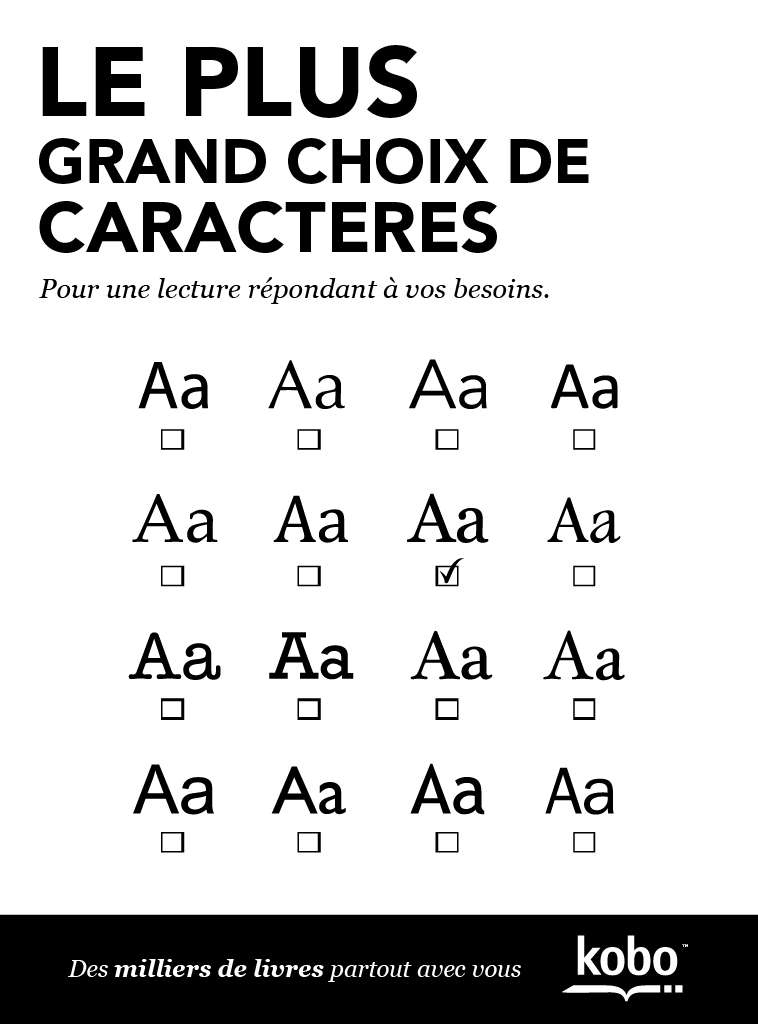 LE PLUS
GRAND CHOIX DE
CARACTERES
Pour une lecture répondant à vos besoins.
Aa Aa Aa Aa
Aa Aa Aa Aa
Aa Aa Aa Aa
Aa Aa Aa Aa
Des milliers de livres partout avec vous
kobo™